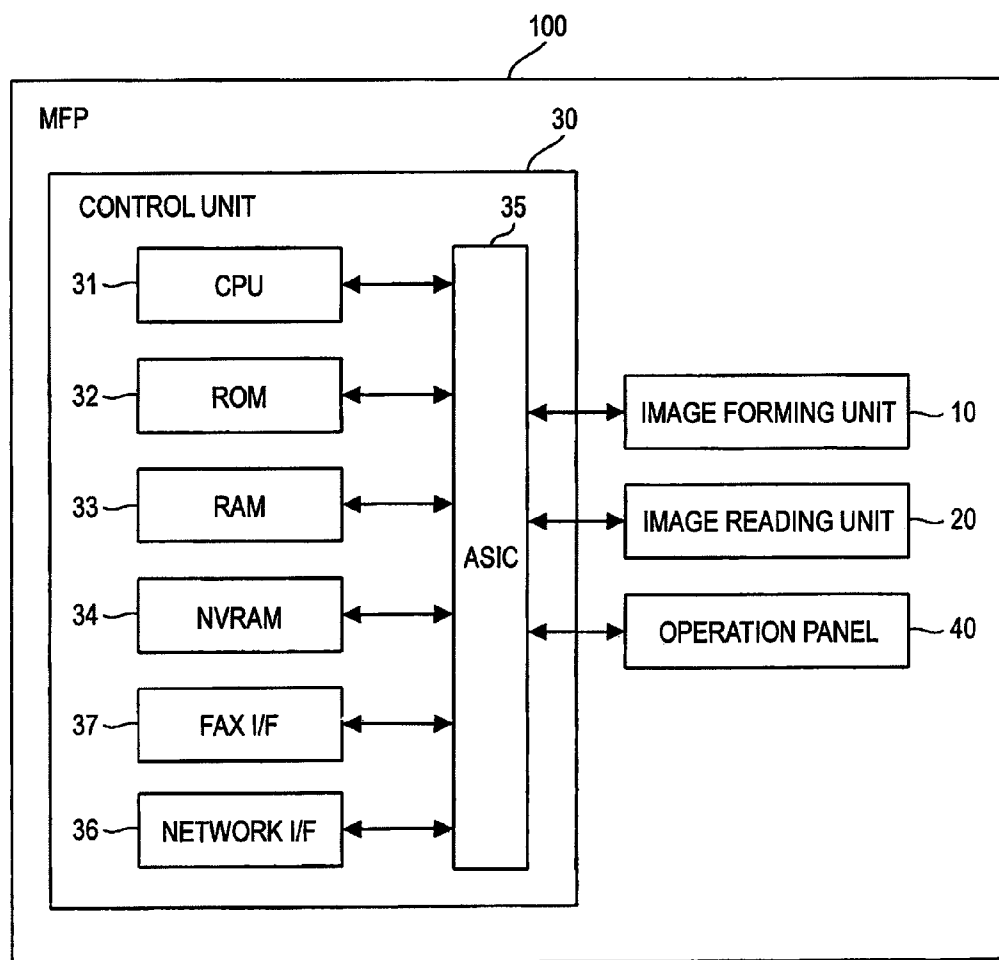 100
MFP
30
CONTROL UNIT
35
31 CPU
32 ROM
33 RAM
34 NVRAM
37 FAX I/F
36 NETWORK I/F
ASIC
IMAGE FORMING UNIT 10
IMAGE READING UNIT 20
OPERATION PANEL 40